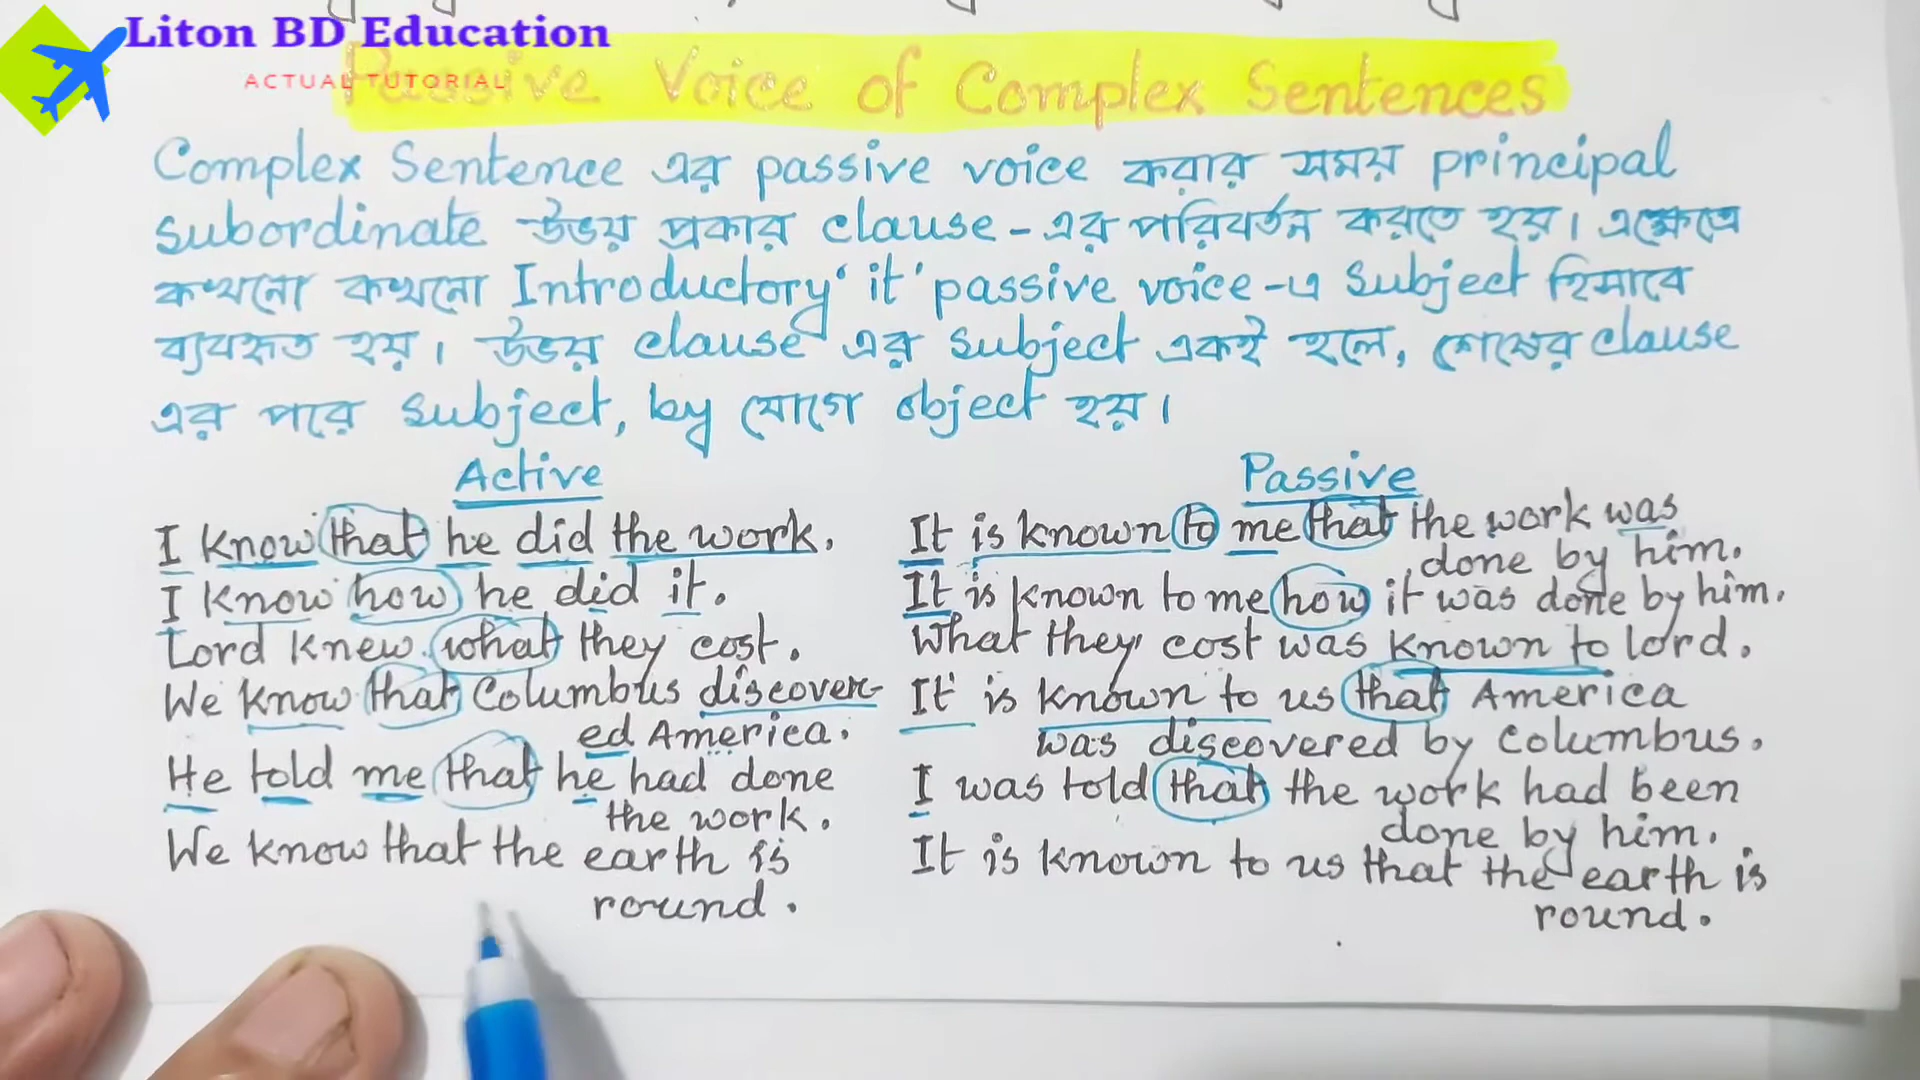 Liton BD Education
ACTUAL TUTORIAL
Passive Voice of Complex Sentences
Complex Sentence এর passive voice করার সময় principal
subordinate উভয় প্রকার clause-এর পরিবর্তন করতে হয়। এক্ষেত্রে
কখনো কখনো Introductory 'it' passive voice-এ subject হিসাবে
ব্যবহৃত হয়। উভয় clause এর subject একই হলে, শেষের clause
এর পরে subject, by যোগে object হয়।
Active
I know that he did the work.
I know how he did it.
Lord knew what they cost.
We know that Columbus discover-
ed America.
He told me that he had done
the work.
We know that the earth is
round.
Passive
It is known to me that the work was
done by him.
It is known to me how it was done by him.
What they cost was known to lord.
It is known to us that America
was discovered by Columbus.
I was told that the work had been
done by him.
It is known to us that the earth is
round.